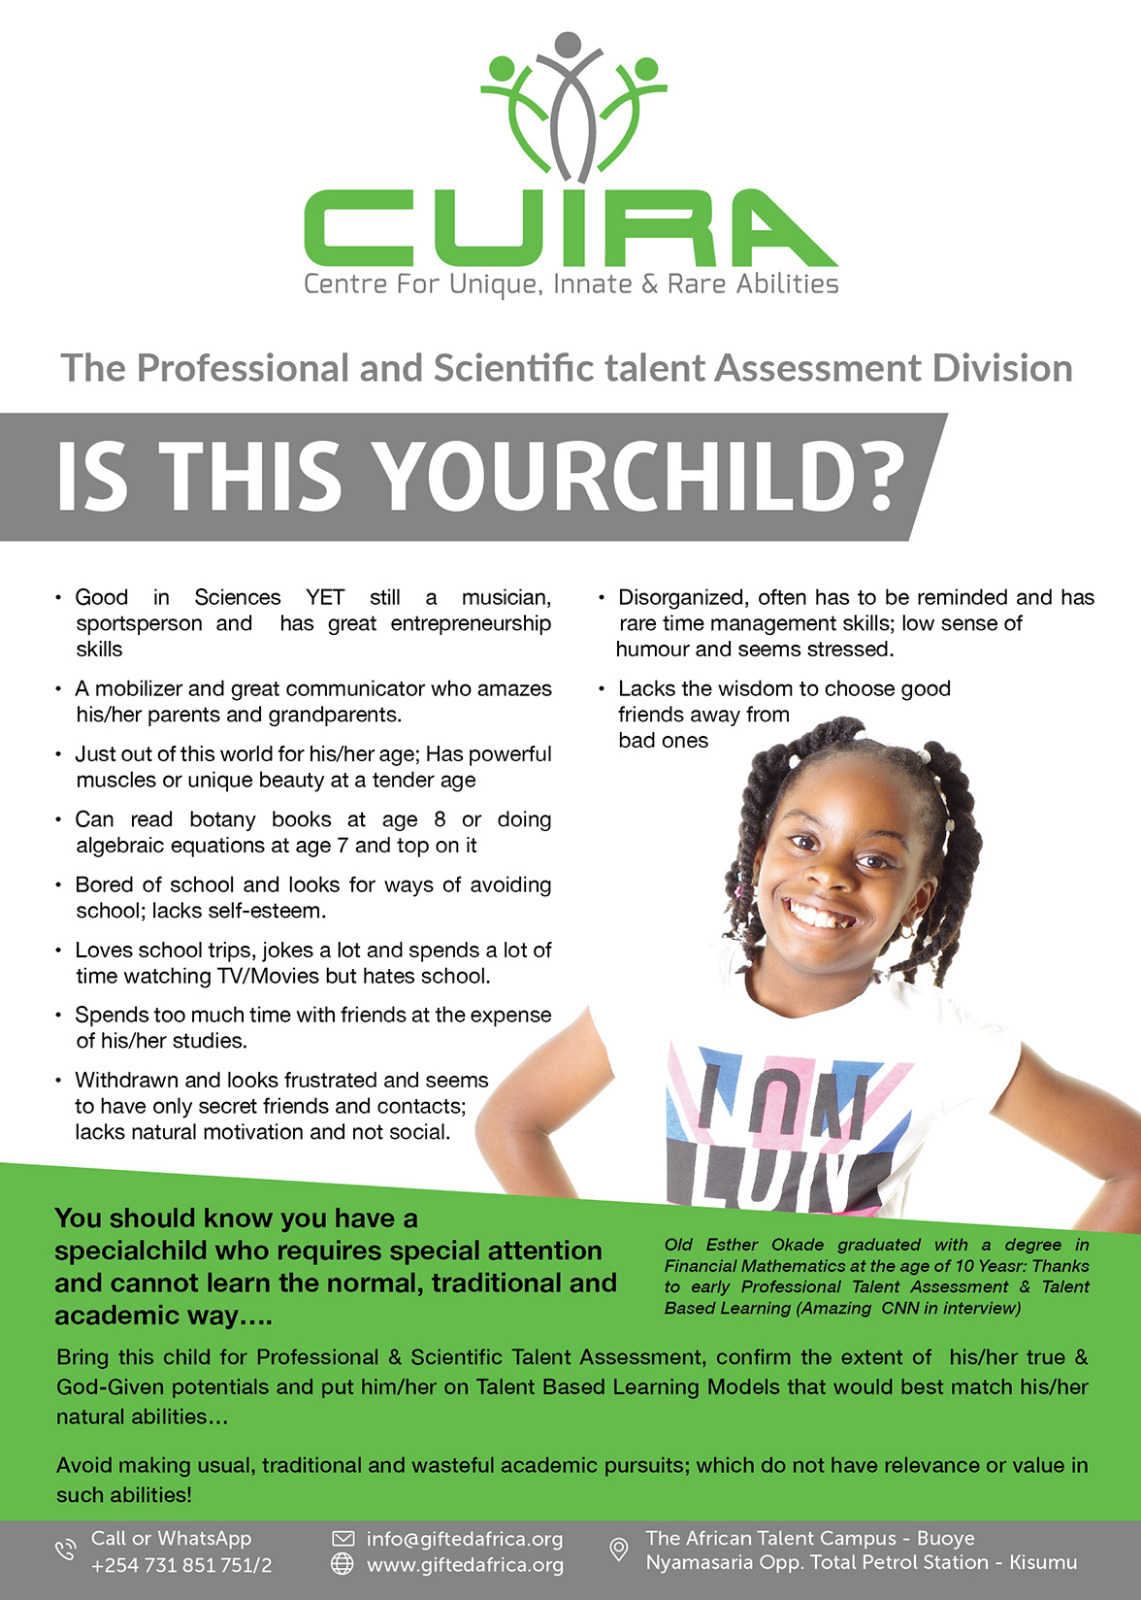 CUIRA
Centre For Unique, Innate & Rare Abilities
The Professional and Scientific talent Assessment Division
IS THIS YOURCHILD?
• Good in Sciences YET still a musician,
sportsperson and has great entrepreneurship
skills
• A mobilizer and great communicator who amazes
his/her parents and grandparents.
• Just out of this world for his/her age; Has powerful
muscles or unique beauty at a tender age
• Can read botany books at age 8 or doing
algebraic equations at age 7 and top on it
• Bored of school and looks for ways of avoiding
school; lacks self-esteem.
• Loves school trips, jokes a lot and spends a lot of
time watching TV/Movies but hates school.
• Spends too much time with friends at the expense
of his/her studies.
• Withdrawn and looks frustrated and seems
to have only secret friends and contacts;
lacks natural motivation and not social.
• Disorganized, often has to be reminded and has
rare time management skills; low sense of
humour and seems stressed.
• Lacks the wisdom to choose good
friends away from
bad ones
You should know you have a
specialchild who requires special attention
and cannot learn the normal, traditional and
academic way....
Old Esther Okade graduated with a degree in
Financial Mathematics at the age of 10 Yeasr: Thanks
to early Professional Talent Assessment & Talent
Based Learning (Amazing CNN in interview)
Bring this child for Professional & Scientific Talent Assessment, confirm the extent of his/her true &
God-Given potentials and put him/her on Talent Based Learning Models that would best match his/her
natural abilities...
Avoid making usual, traditional and wasteful academic pursuits; which do not have relevance or value in
such abilities!
Call or WhatsApp
+254 731 851 751/2
info@giftedafrica.org
www.giftedafrica.org
The African Talent Campus - Buoye
Nyamasaria Opp. Total Petrol Station - Kisumu